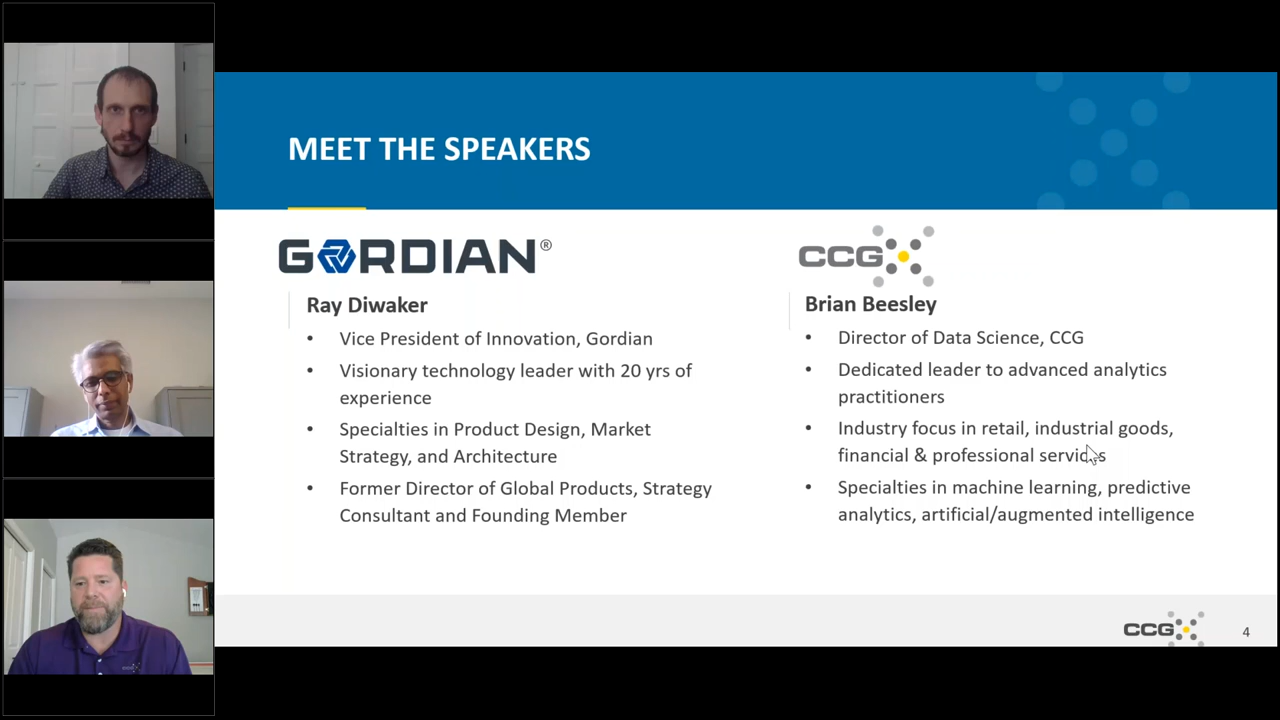 MEET THE SPEAKERS
GORDIAN®
Ray Diwaker
• Vice President of Innovation, Gordian
• Visionary technology leader with 20 yrs of
experience
• Specialties in Product Design, Market
Strategy, and Architecture
• Former Director of Global Products, Strategy
Consultant and Founding Member
CCG
Brian Beesley
• Director of Data Science, CCG
• Dedicated leader to advanced analytics
practitioners
• Industry focus in retail, industrial goods,
financial & professional services
• Specialties in machine learning, predictive
analytics, artificial/augmented intelligence
CCG
4